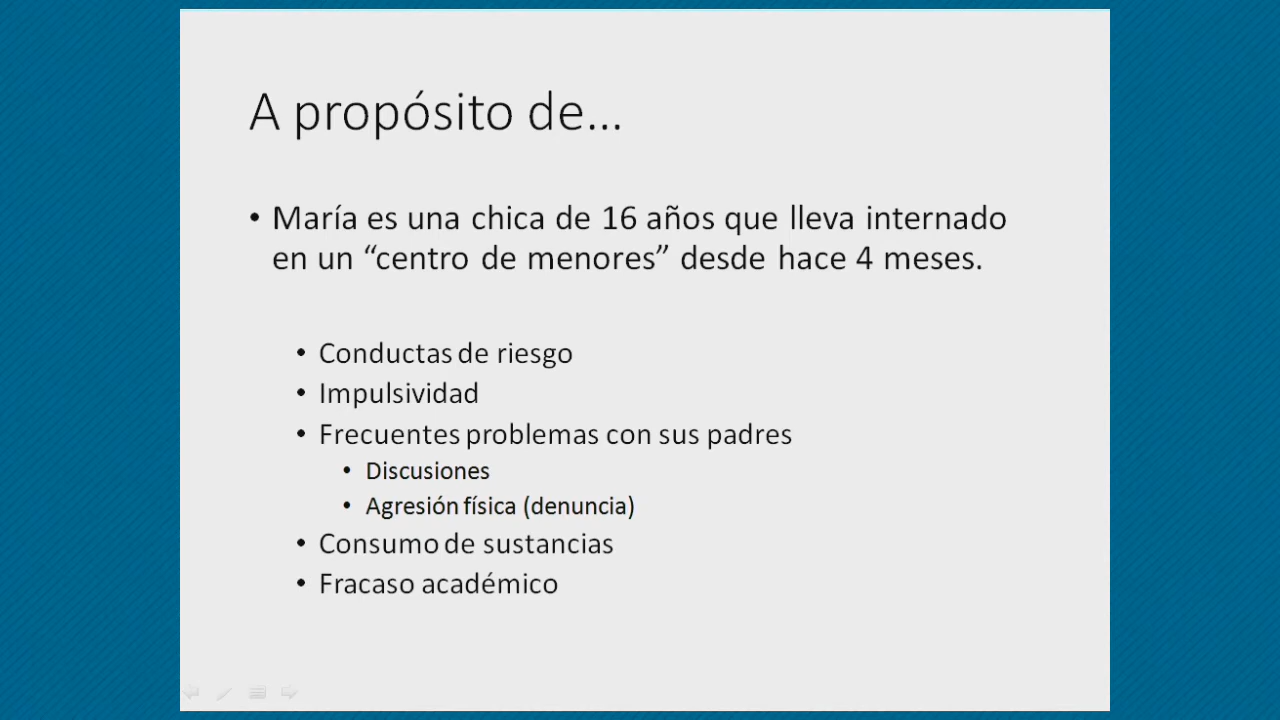 A propósito de...
• María es una chica de 16 años que lleva internado
en un “centro de menores” desde hace 4 meses.
• Conductas de riesgo
• Impulsividad
• Frecuentes problemas con sus padres
• Discusiones
• Agresión física (denuncia)
• Consumo de sustancias
• Fracaso académico